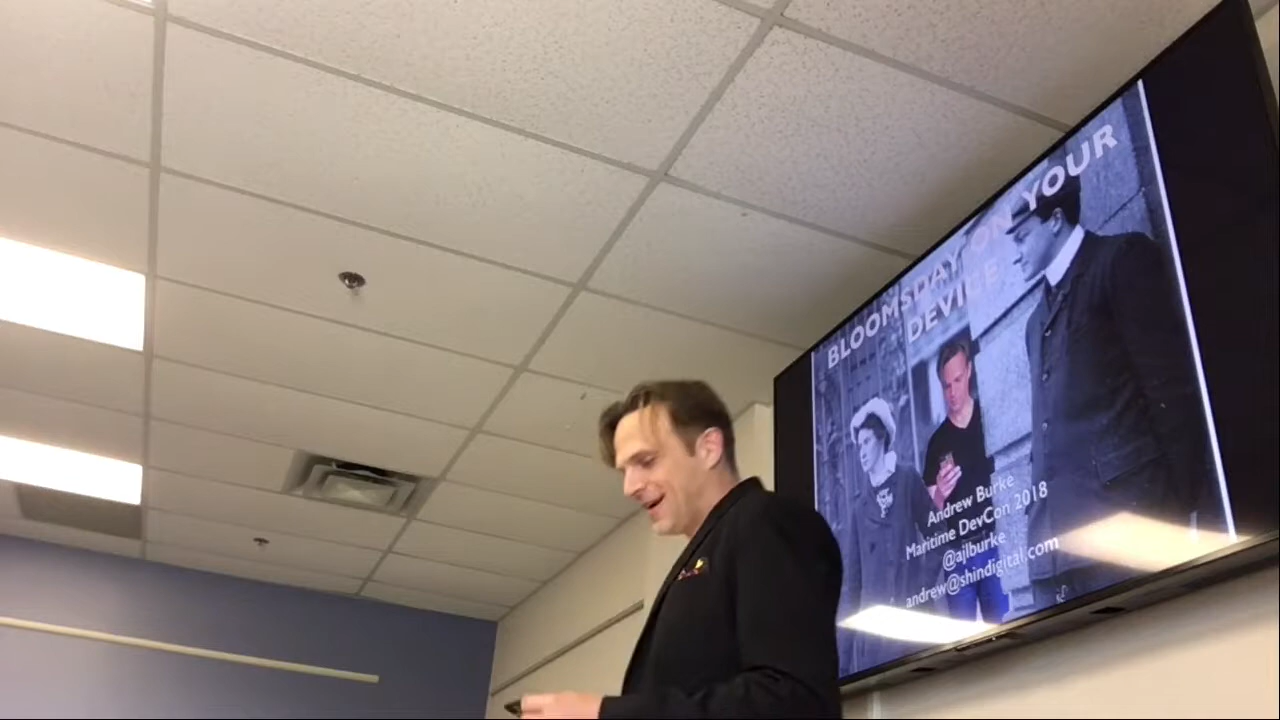 BLOOMSDAY ON YOUR
DEVICE
Andrew Burke
Maritime DevCon 2018
@ajlburke
andrew@shindigital.com